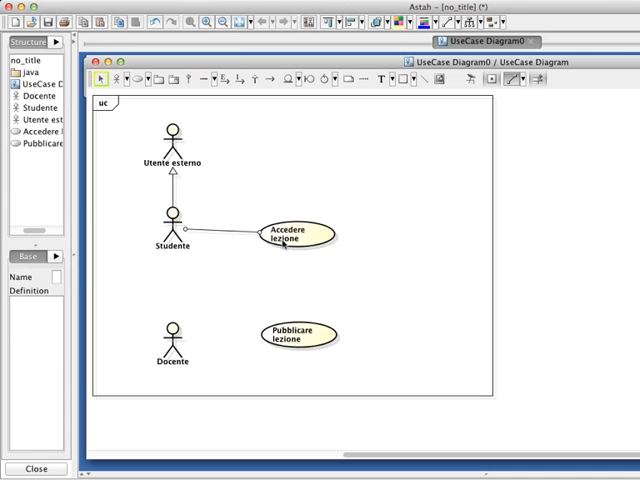 Astah - [no_title] (*)
Structure
UseCase Diagram0
no_title
java
UseCase D
Docente
Studente
Utente est
Accedere l
Pubblicare
UseCase Diagram0 / UseCase Diagram
T
uc
Utente esterno
Studente
Accedere
lezione
Pubblicare
lezione
Docente
Base
Name
Definition
Close